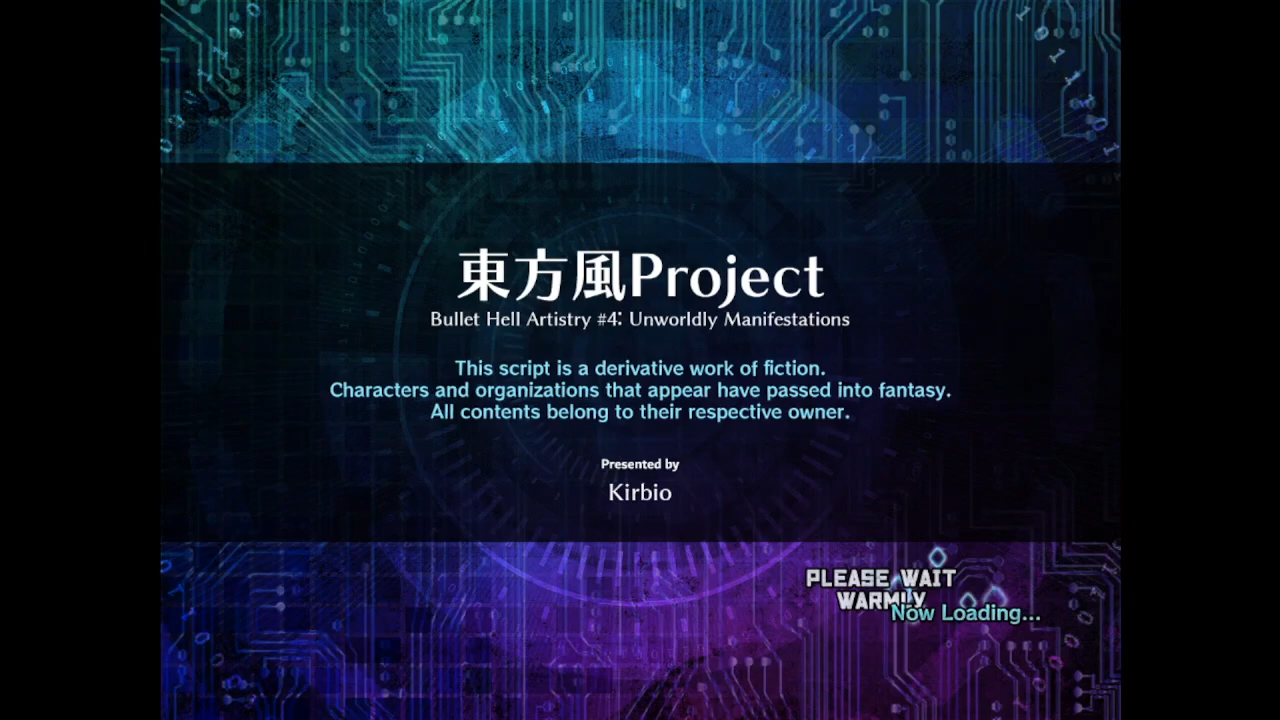 東方風Project
Bullet Hell Artistry #4: Unworldly Manifestations
This script is a derivative work of fiction.
Characters and organizations that appear have passed into fantasy.
All contents belong to their respective owner.
Presented by
Kirbio
PLEASE WAIT
WARMLY
Now Loading...